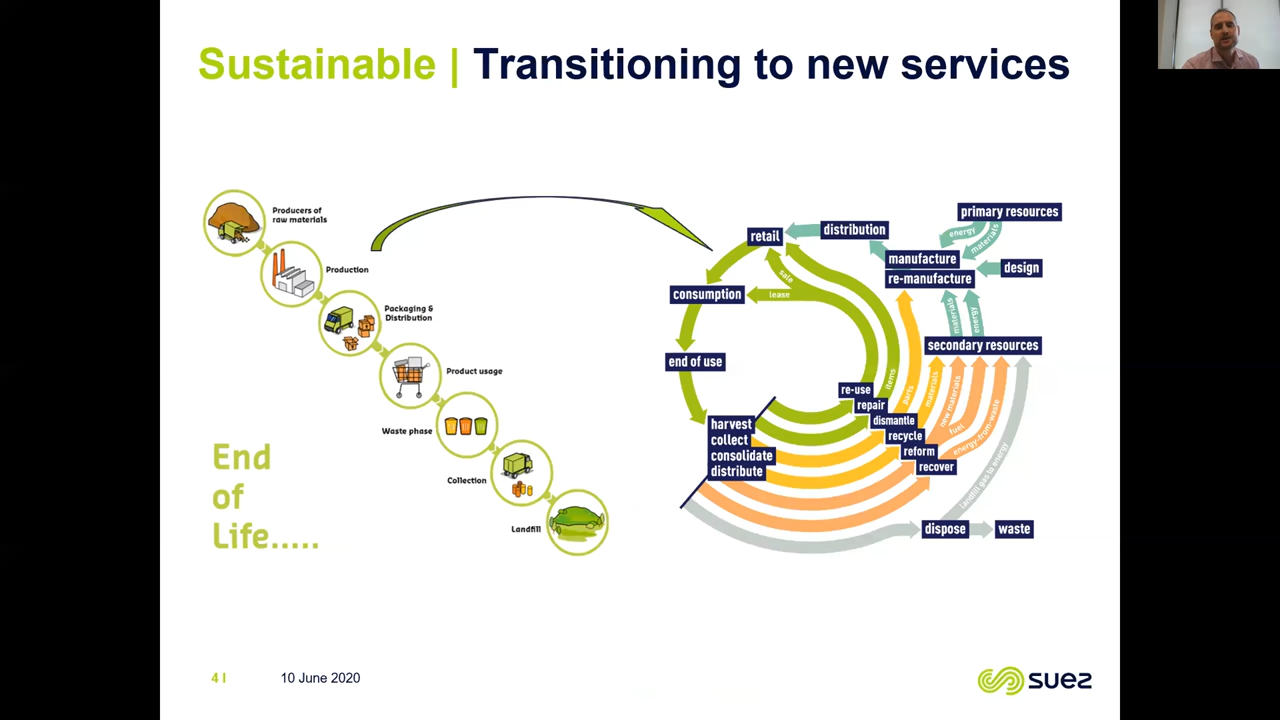 Sustainable | Transitioning to new services
Producers of
raw materials
Production
Packaging &
Distribution
Product usage
Waste phase
Collection
Landfill
End
of
Life.....
primary resources
energy
materials
distribution
retail
manufacture
re-manufacture
design
sale
lease
consumption
materials
energy
secondary resources
end of use
items
parts
materials
new materials
fuel
energy-from-waste
landfill gas to energy
re-use
repair
dismantle
recycle
reform
recover
harvest
collect
consolidate
distribute
dispose
waste
4 I
10 June 2020
suez